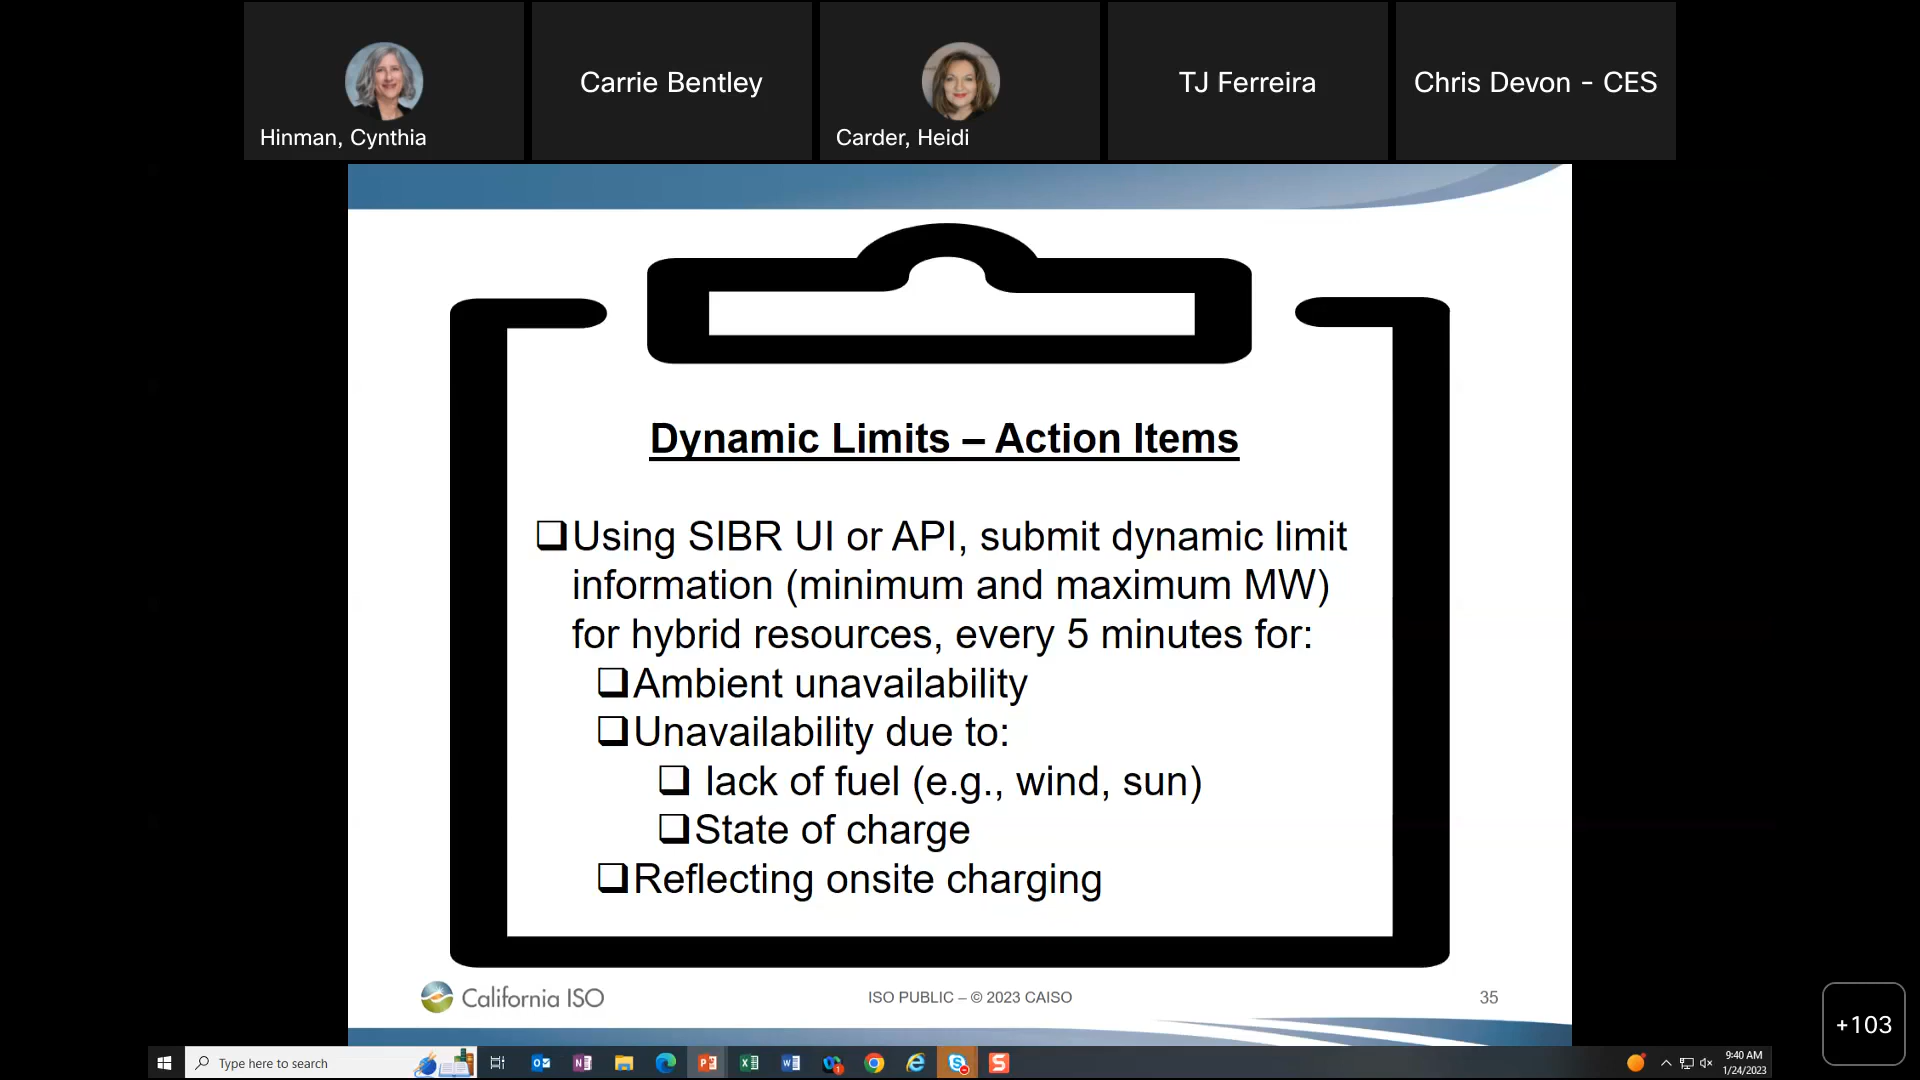 Hinman, Cynthia
Carrie Bentley
Carder, Heidi
TJ Ferreira
Chris Devon - CES
Dynamic Limits – Action Items
Using SIBR UI or API, submit dynamic limit
information (minimum and maximum MW)
for hybrid resources, every 5 minutes for:
Ambient unavailability
Unavailability due to:
lack of fuel (e.g., wind, sun)
State of charge
Reflecting onsite charging
California ISO
ISO PUBLIC – © 2023 CAISO
35
+103
Type here to search
9:40 AM
1/24/2023